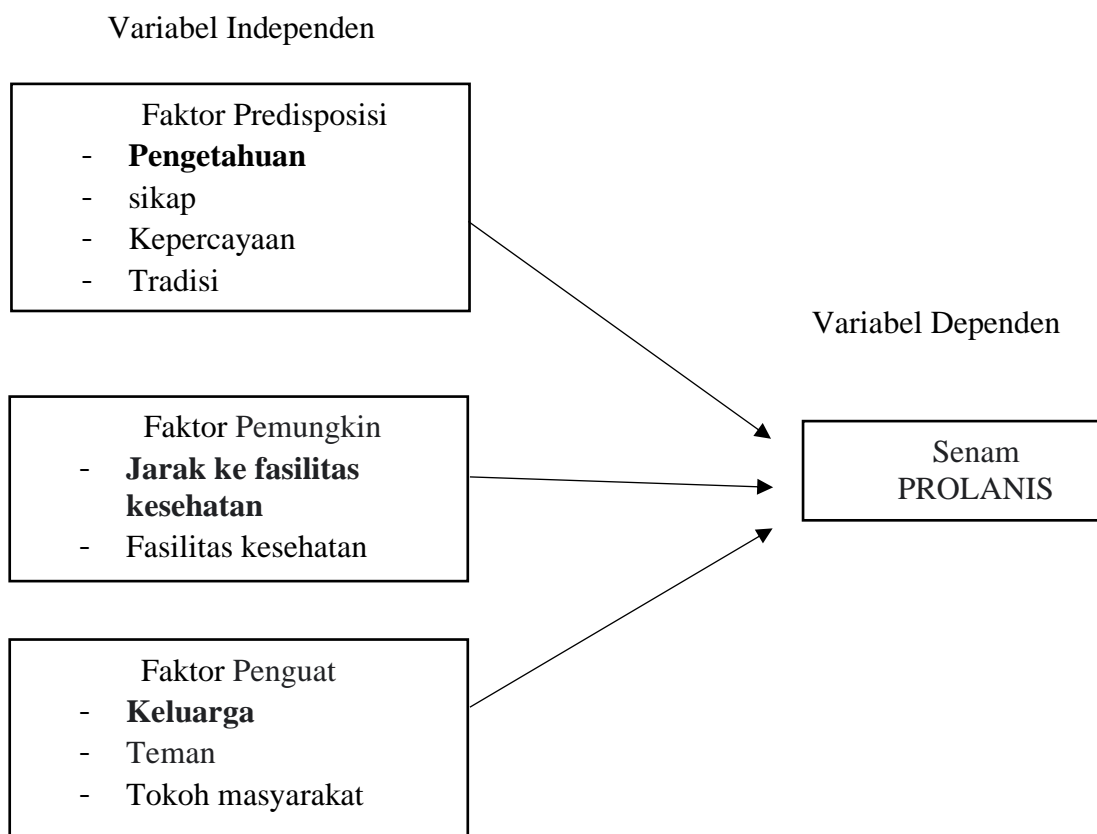 Variabel Independen
Faktor Predisposisi
- Pengetahuan
- sikap
- Kepercayaan
- Tradisi
Variabel Dependen
Faktor Pemungkin
- Jarak ke fasilitas
kesehatan
- Fasilitas kesehatan
Senam
PROLANIS
Faktor Penguat
- Keluarga
- Teman
- Tokoh masyarakat